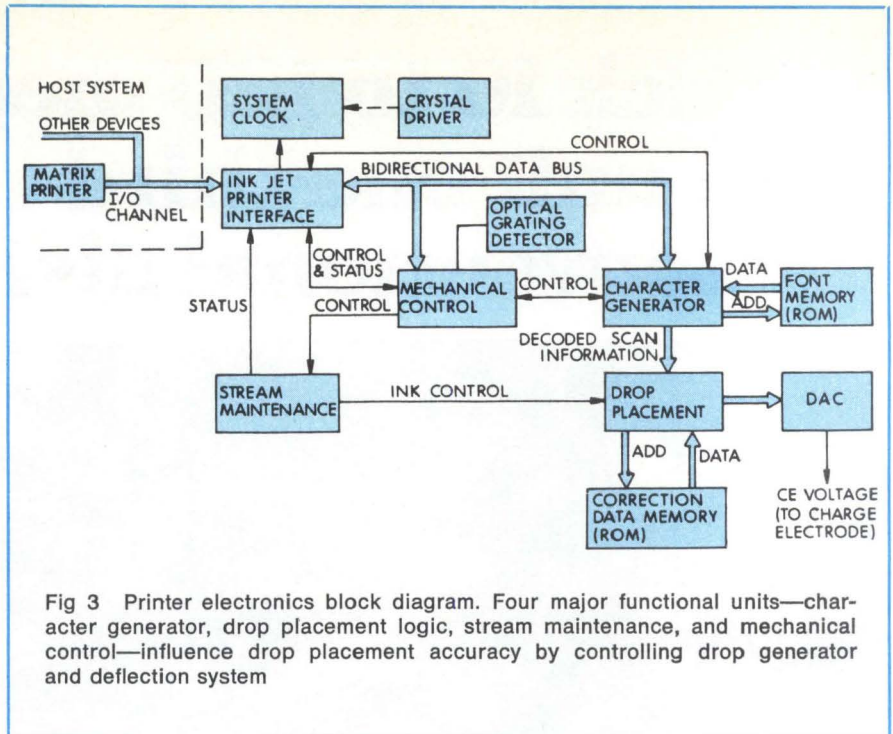 HOST SYSTEM
OTHER DEVICES
MATRIX
PRINTER
I/O
CHANNEL
SYSTEM
CLOCK
CRYSTAL
DRIVER
CONTROL
INK JET
PRINTER
INTERFACE
BIDIRECTIONAL DATA BUS
OPTICAL
GRATING
DETECTOR
CONTROL
& STATUS
MECHANICAL
CONTROL
CONTROL
CHARACTER
GENERATOR
DATA
ADD
FONT
MEMORY
(ROM)
STATUS
CONTROL
DECODED SCAN
INFORMATION
STREAM
MAINTENANCE
INK CONTROL
DROP
PLACEMENT
DAC
ADD
DATA
CORRECTION
DATA MEMORY
(ROM)
CE VOLTAGE
(TO CHARGE
ELECTRODE)
Fig 3 Printer electronics block diagram. Four major functional units—char-
acter generator, drop placement logic, stream maintenance, and mechanical
control—influence drop placement accuracy by controlling drop generator
and deflection system